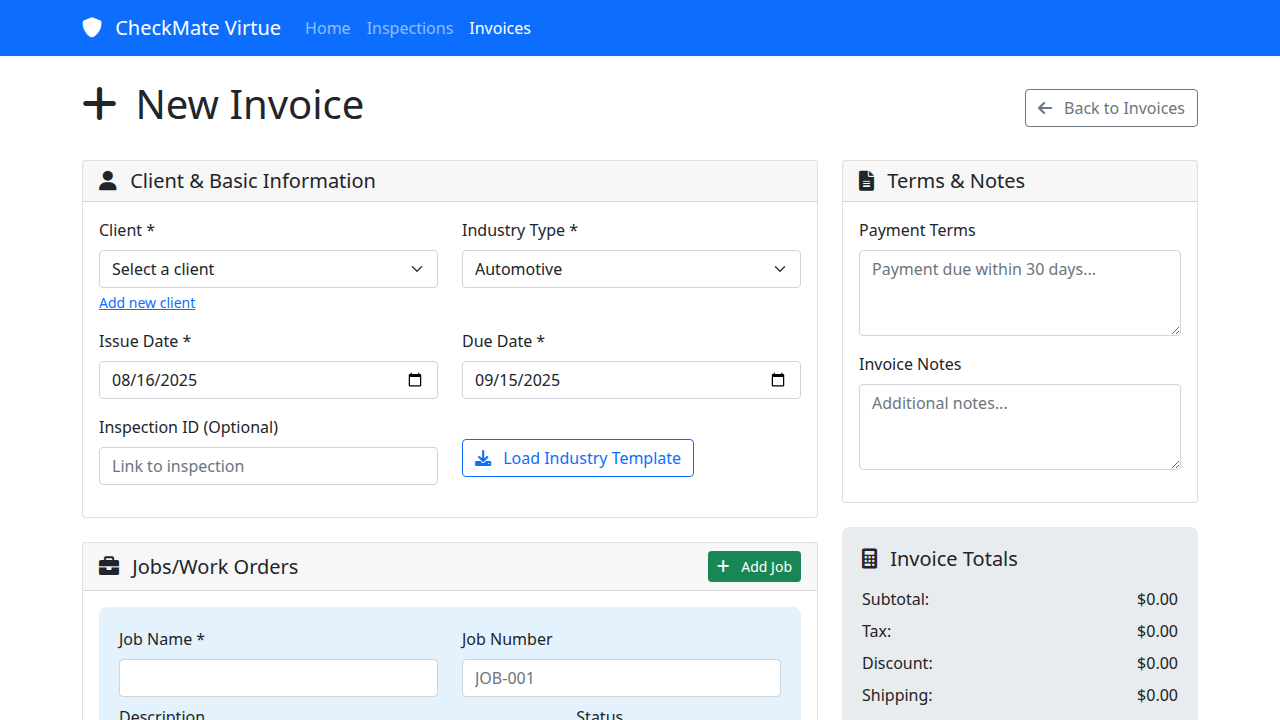 CheckMate Virtue Home Inspections Invoices
New Invoice
Back to Invoices
Client & Basic Information
Client *
Industry Type *
Select a client
Automotive
Add new client
Issue Date *
Due Date *
08/16/2025
09/15/2025
Inspection ID (Optional)
Link to inspection
Load Industry Template
Terms & Notes
Payment Terms
Payment due within 30 days...
Invoice Notes
Additional notes...
Jobs/Work Orders
Add Job
Job Name *
Job Number
JOB-001
Description
Status
Invoice Totals
Subtotal: $0.00
Tax: $0.00
Discount: $0.00
Shipping: $0.00